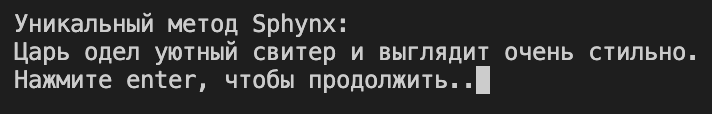 Уникальный метод Sphynx:
Царь одел уютный свитер и выглядит очень стильно.
Нажмите enter, чтобы продолжить..